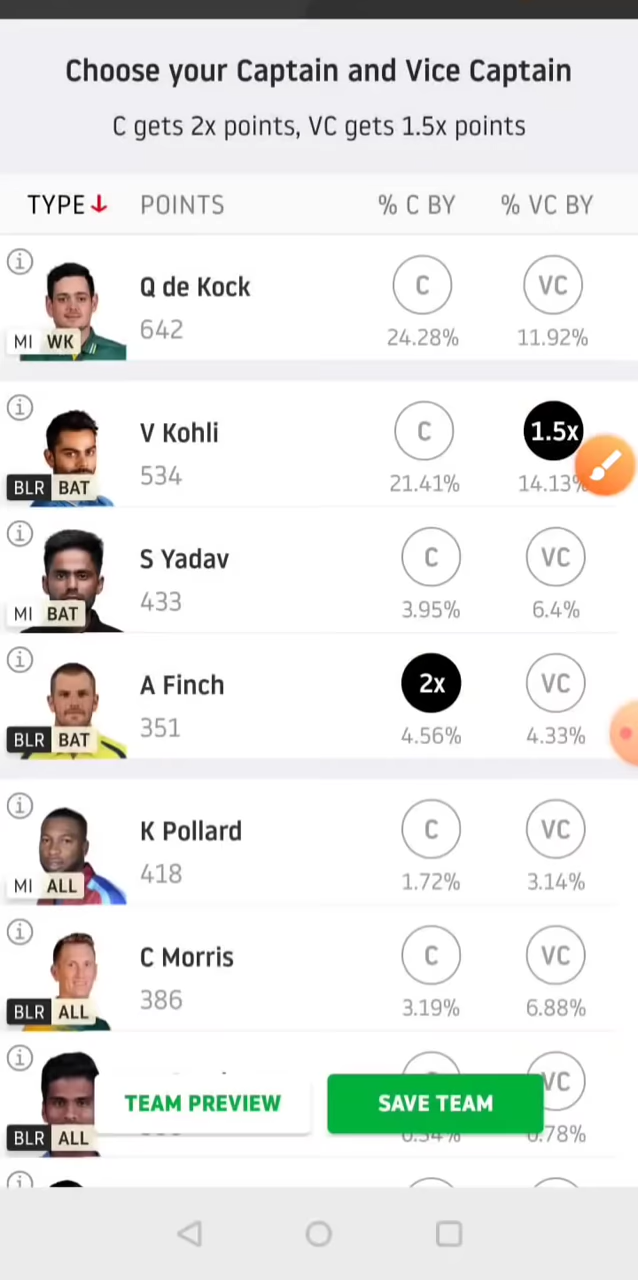 Choose your Captain and Vice Captain
C gets 2x points, VC gets 1.5x points
TYPE POINTS % C BY % VC BY
Q de Kock C VC
642 24.28% 11.92%
MI WK
V Kohli C 1.5x
534 21.41% 14.13%
BLR BAT
S Yadav C VC
433 3.95% 6.4%
MI BAT
A Finch 2x VC
351 4.56% 4.33%
BLR BAT
K Pollard C VC
418 1.72% 3.14%
MI ALL
C Morris C VC
386 3.19% 6.88%
BLR ALL
VC
TEAM PREVIEW SAVE TEAM
BLR ALL 0.78%